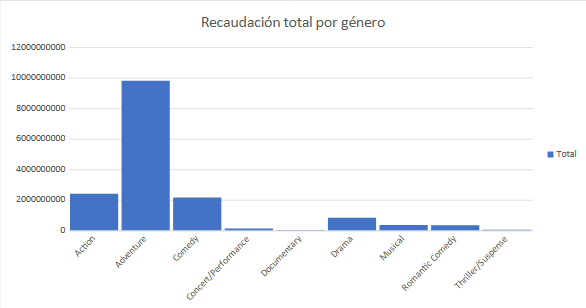 Recaudación total por género
12000000000
10000000000
8000000000
6000000000
4000000000
2000000000
0
Action
Adventure
Comedy
Concert/Performance
Documentary
Drama
Musical
Romantic Comedy
Thriller/Suspense
Total